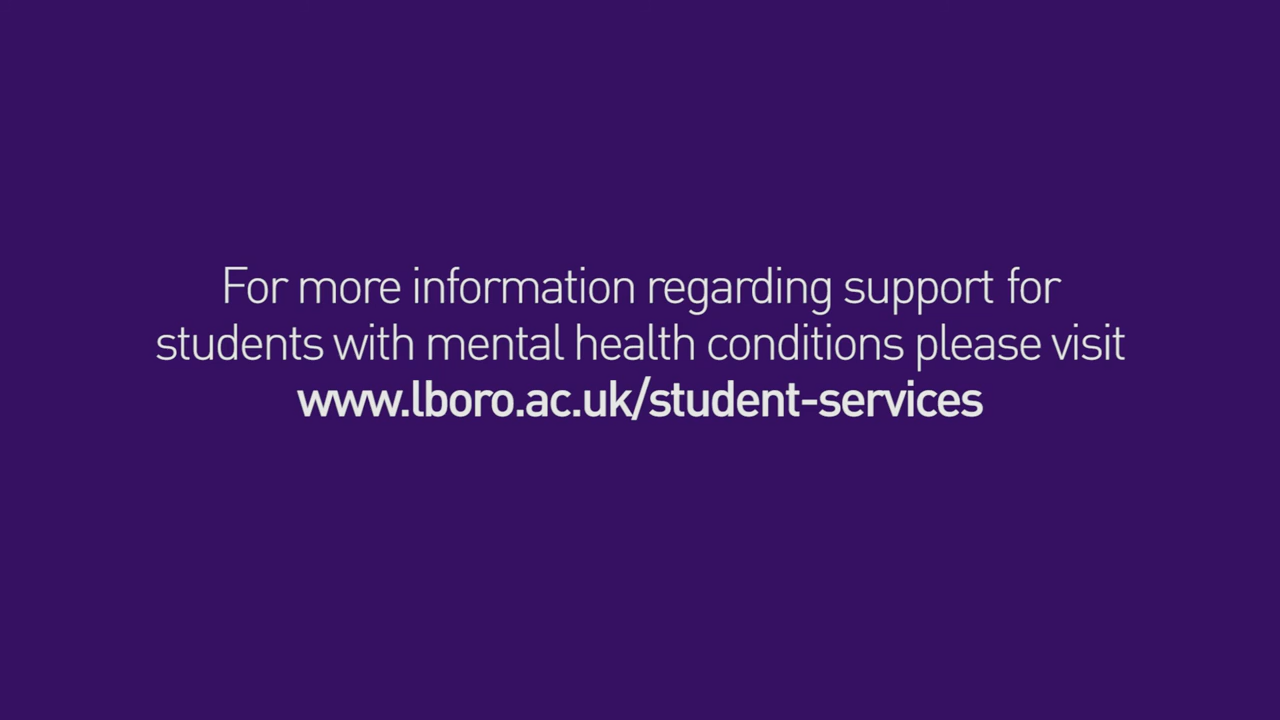 For more information regarding support for
students with mental health conditions please visit
www.lboro.ac.uk/student-services